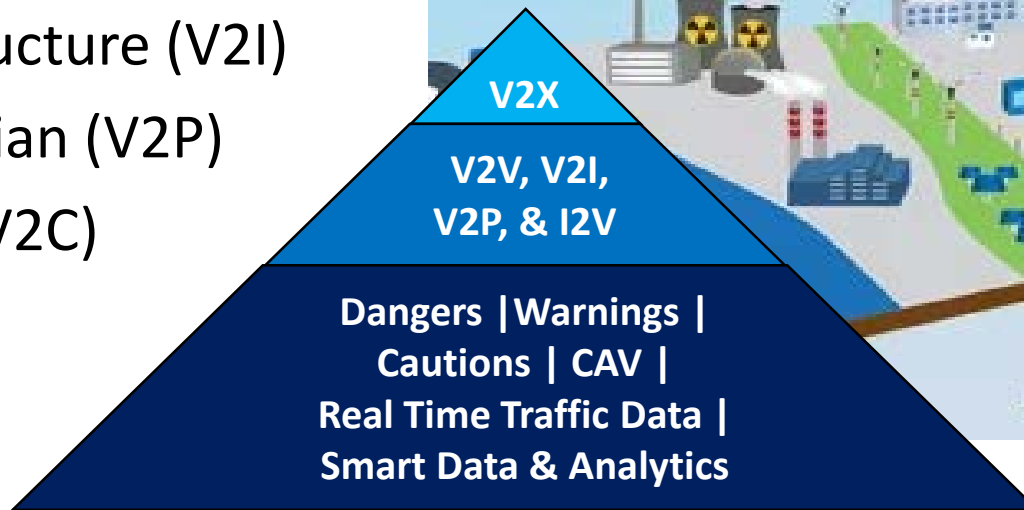 ucture (V2I)
ian (V2P)
V2C)
V2X
V2V, V2I,
V2P, & I2V
Dangers |Warnings |
Cautions | CAV |
Real Time Traffic Data |
Smart Data & Analytics